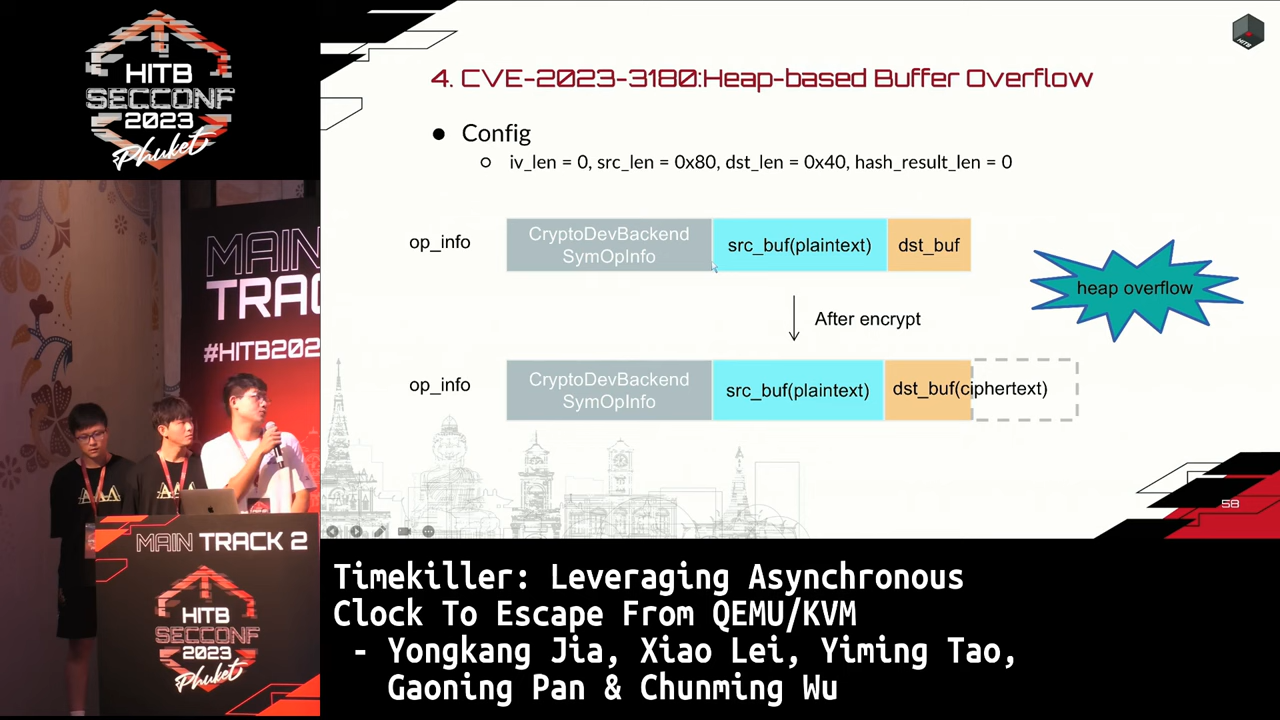 HITB
SECCONF
2023
Phuket
MAIN
TRAC
#HITB202
AAA
AAA
MAIN TRACK 2
HITB
SECCONF
2023
Phuket
HITB
4. CVE-2023-3180:Heap-based Buffer Overflow
● Config
○ iv_len = 0, src_len = 0x80, dst_len = 0x40, hash_result_len = 0
op_info
CryptoDevBackend
SymOpInfo
src_buf(plaintext)
dst_buf
heap overflow
After encrypt
op_info
CryptoDevBackend
SymOpInfo
src_buf(plaintext)
dst_buf(ciphertext)
58
Timekiller: Leveraging Asynchronous
Clock To Escape From QEMU/KVM
- Yongkang Jia, Xiao Lei, Yiming Tao,
Gaoning Pan & Chunming Wu